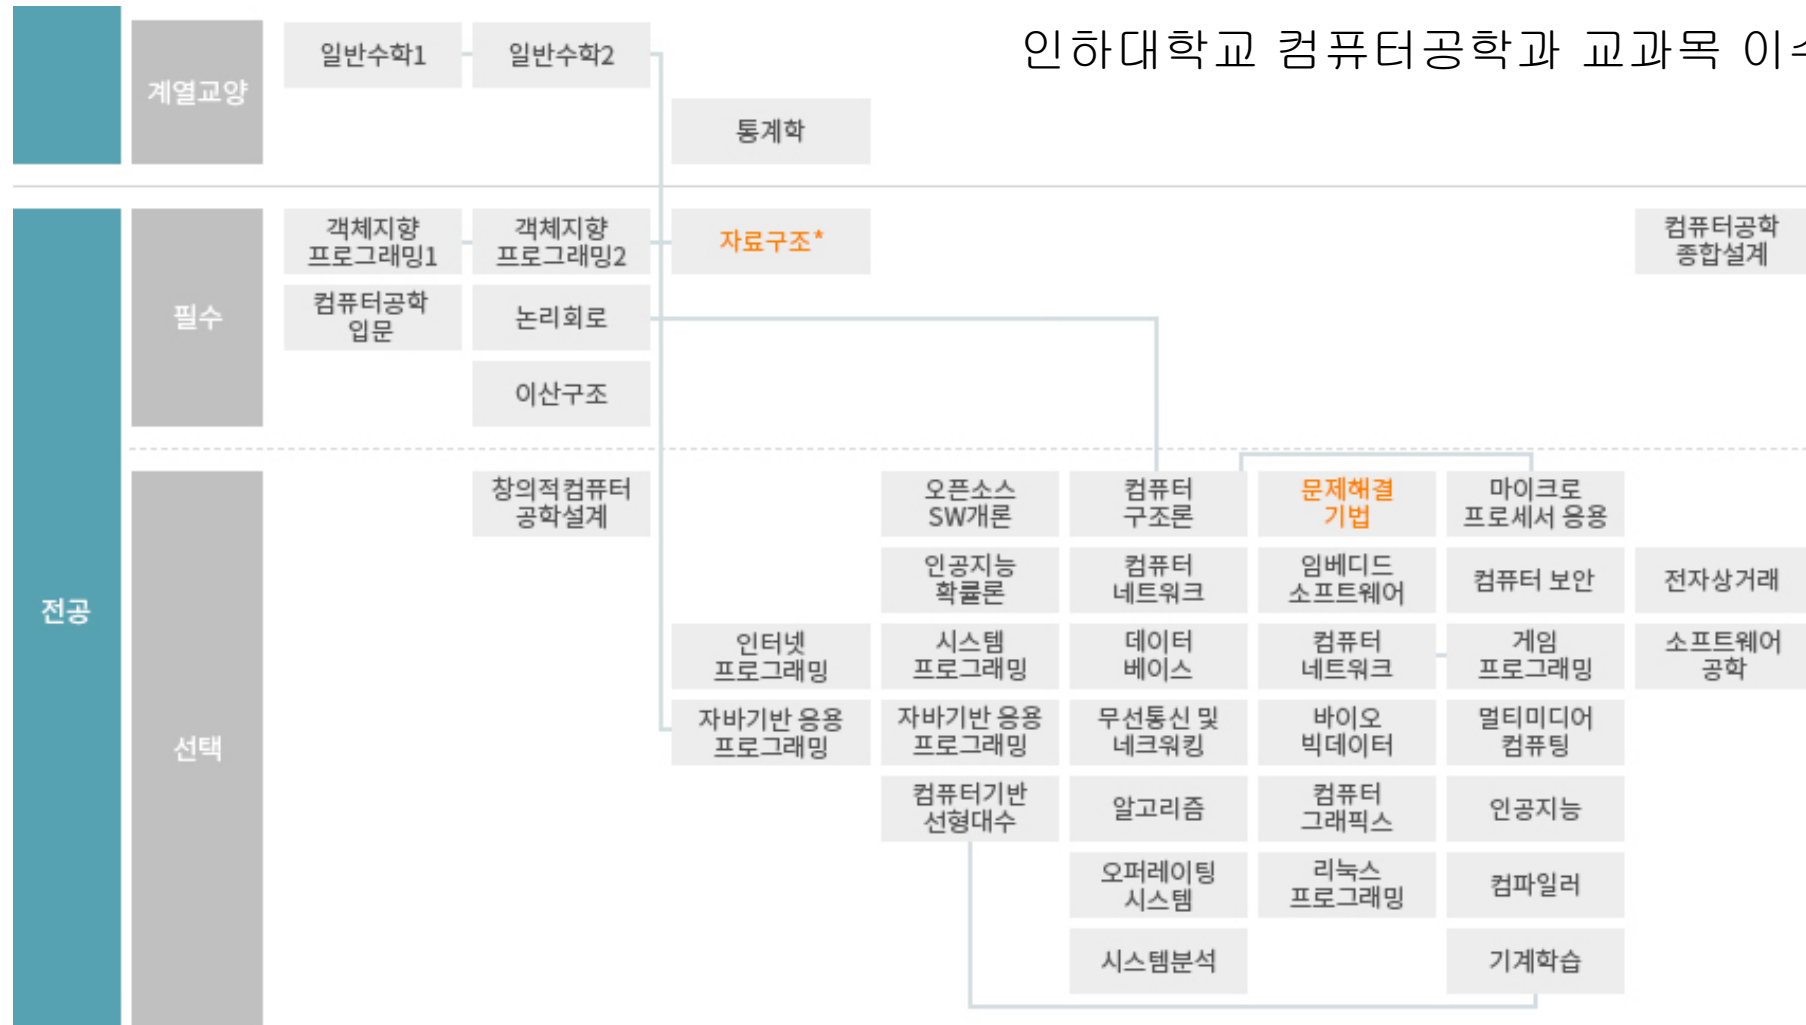 인하대학교 컴퓨터공학과 교과목 이수
계열교양
일반수학1
일반수학2
통계학
전공
필수
객체지향
프로그래밍1
객체지향
프로그래밍2
자료구조*
컴퓨터공학
종합설계
컴퓨터공학
입문
논리회로
이산구조
선택
창의적컴퓨터
공학설계
오픈소스
SW개론
컴퓨터
구조론
문제해결
기법
마이크로
프로세서 응용
인공지능
확률론
컴퓨터
네트워크
임베디드
소프트웨어
컴퓨터 보안
전자상거래
인터넷
프로그래밍
시스템
프로그래밍
데이터
베이스
컴퓨터
네트워크
게임
프로그래밍
소프트웨어
공학
자바기반 응용
프로그래밍
자바기반 응용
프로그래밍
무선통신 및
네크워킹
바이오
빅데이터
멀티미디어
컴퓨팅
컴퓨터기반
선형대수
알고리즘
컴퓨터
그래픽스
인공지능
오퍼레이팅
시스템
리눅스
프로그래밍
컴파일러
시스템분석
기계학습